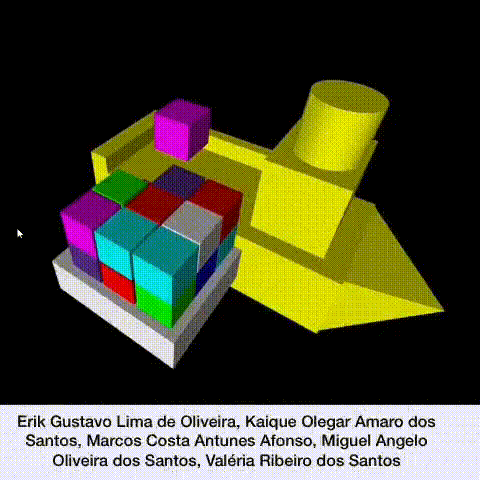 Erik Gustavo Lima de Oliveira, Kaique Olegar Amaro dos
Santos, Marcos Costa Antunes Afonso, Miguel Angelo
Oliveira dos Santos, Valéria Ribeiro dos Santos